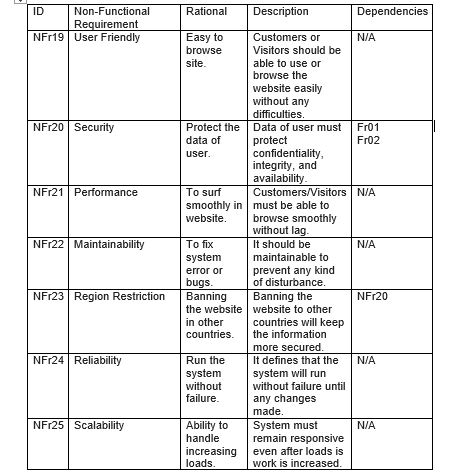 ID Non-Functional Rational Description Dependencies
Requirement
NFr19 User Friendly Easy to Customers or N/A
browse Visitors should be
site. able to use or
browse the
website easily
without any
difficulties.
NFr20 Security Protect the Data of user must Fr01
data of protect Fr02
user. confidentiality,
integrity, and
availability.
NFr21 Performance To surf Customers/Visitors N/A
smoothly in must be able to
website. browse smoothly
without lag.
NFr22 Maintainability To fix It should be N/A
system maintainable to
error or prevent any kind
bugs. of disturbance.
NFr23 Region Restriction Banning Banning the NFr20
the website website to other
in other countries will keep
countries. the information
more secured.
NFr24 Reliability Run the It defines that the N/A
system system will run
without without failure until
failure. any changes
made.
NFr25 Scalability Ability to System must N/A
handle remain responsive
increasing even after loads is
loads. work is increased.